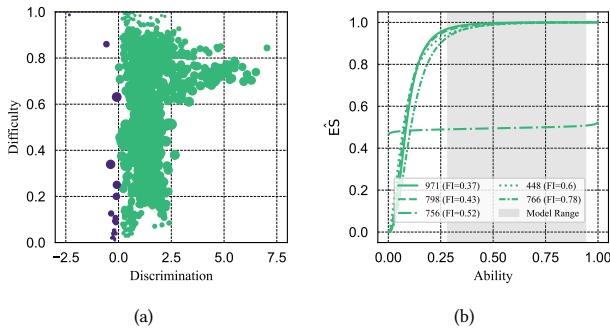 (a)
1.0
0.8
0.6
0.4
0.2
0.0
Difficulty
−2.5 0.0 2.5 5.0 7.5
Discrimination
(a)
(b)
1.0
0.8
0.6
0.4
0.2
0.0
ÊS
971 (FI=0.37)
798 (FI=0.43)
756 (FI=0.52)
448 (FI=0.6)
766 (FI=0.78)
Model Range
0.00 0.25 0.50 0.75 1.00
Ability
(b)